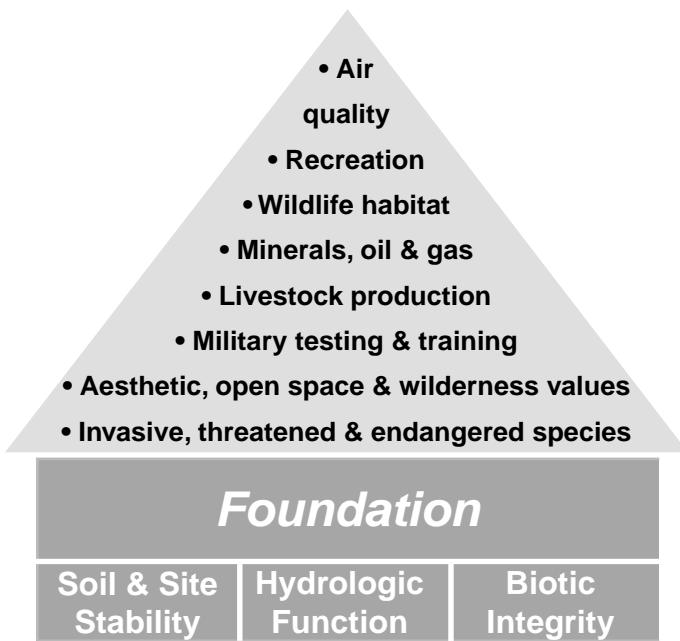 • Air
quality
• Recreation
• Wildlife habitat
• Minerals, oil & gas
• Livestock production
• Military testing & training
• Aesthetic, open space & wilderness values
• Invasive, threatened & endangered species
Foundation
Soil & Site
Stability
Hydrologic
Function
Biotic
Integrity